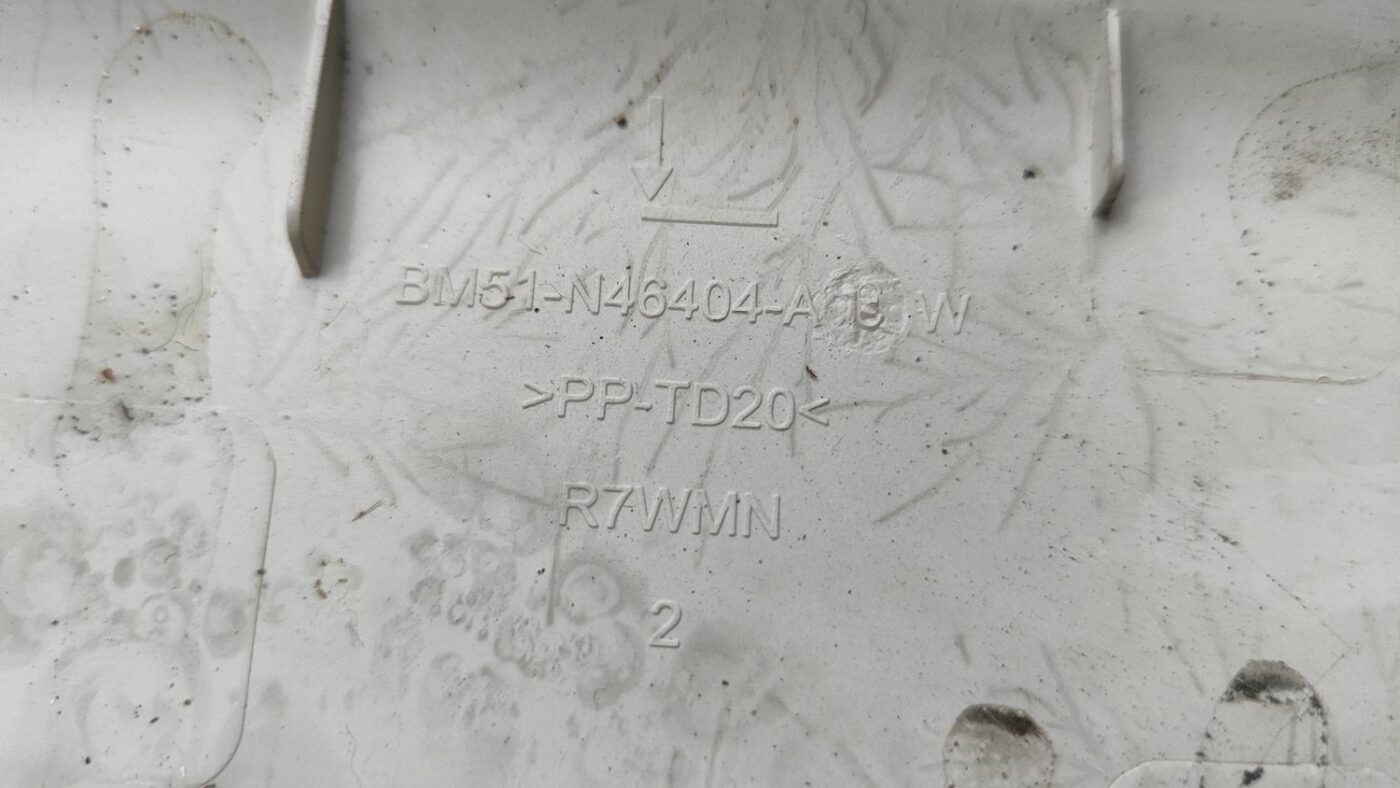 BM51-N46404-A B W
>PP-TD20<
R7WMN
2